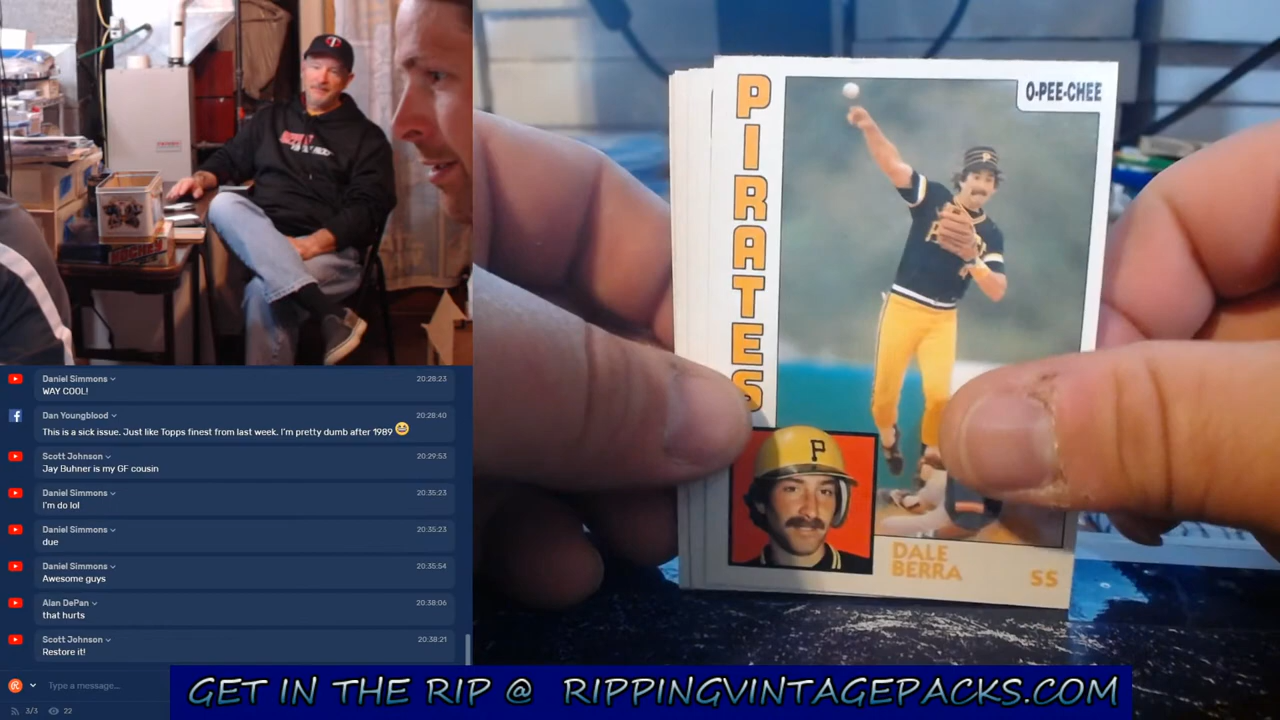 Daniel Simmons 20:28:23
WAY COOL!
Dan Youngblood 20:28:40
This is a sick issue. Just like Topps finest from last week. I'm pretty dumb after 1989 😄
Scott Johnson 20:29:53
Jay Buhner is my GF cousin
Daniel Simmons 20:35:23
I'm do lol
Daniel Simmons 20:35:23
due
Daniel Simmons 20:35:54
Awesome guys
Alan DePan 20:38:06
that hurts
Scott Johnson 20:38:21
Restore it!
Type a message...
3/3 22
O-PEE-CHEE
PIRATES
P
DALE
BERRA SS
GET IN THE RIP @ RIPPINGVINTAGEPACKS.COM